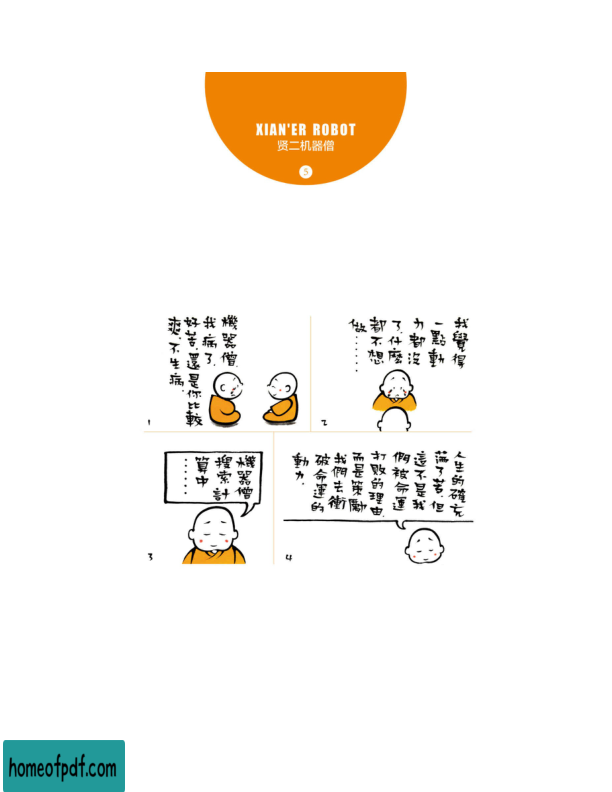 XIAN'ER ROBOT
贤二机器僧
5
機器僧，
我病了，
好苦，還是你比較
爽，不生病，
1
我覺得
一點動
力都沒
了，什麼
都不想
做……
2
機器僧
搜索計
算中
……
3
人生的確充
滿了苦，但
這不是我
們被命運
打敗的理由，
而是策勵
我們去衝
破命運的
動力，
4
homeofpdf.com